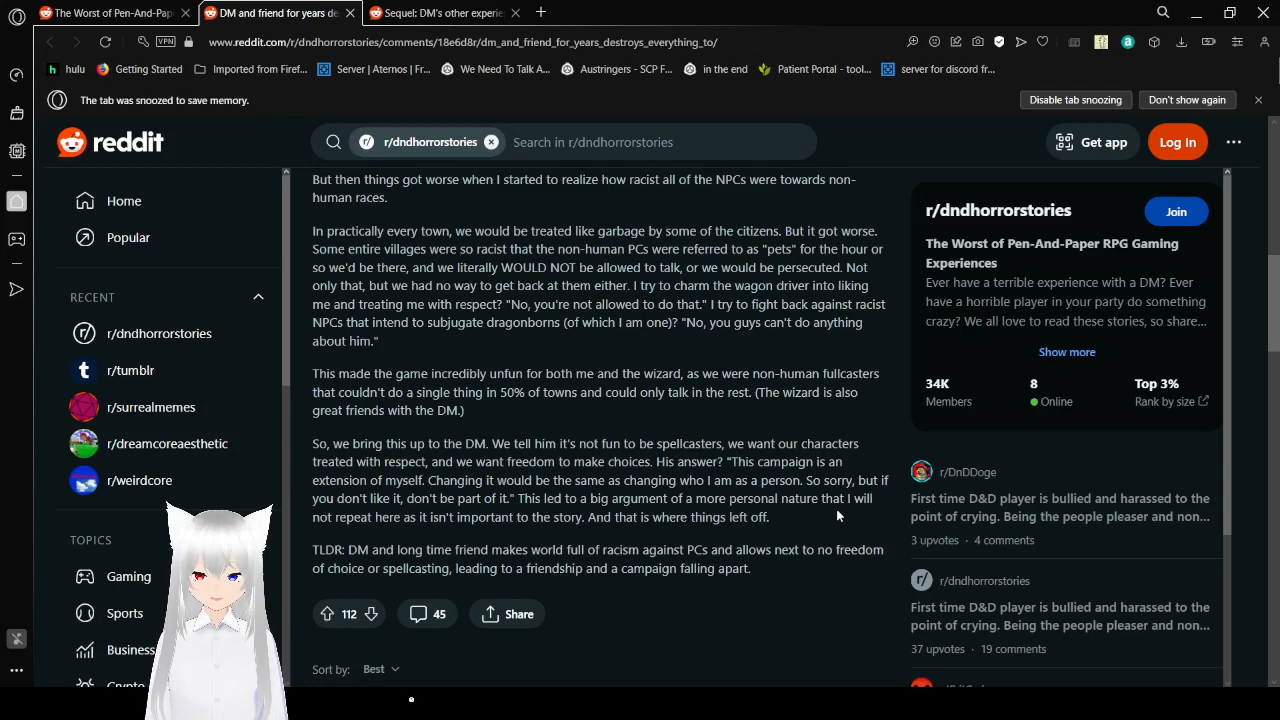 The Worst of Pen-And-Pap
DM and friend for years de
Sequel: DM's other experie
VPN
www.reddit.com/r/dndhorrorstories/comments/18e6d8r/dm_and_friend_for_years_destroys_everything_to/
hulu
Getting Started
Imported from Firef...
Server | Aternos | Fr...
We Need To Talk A...
Austringers - SCP F...
in the end
Patient Portal - tool...
server for discord fr...
The tab was snoozed to save memory.
Disable tab snoozing
Don't show again
reddit
r/dndhorrorstories
Search in r/dndhorrorstories
Get app
Log In
Home
Popular
RECENT
r/dndhorrorstories
r/tumblr
r/surrealmemes
r/dreamcoreaesthetic
r/weirdcore
TOPICS
Gaming
Sports
Business
But then things got worse when I started to realize how racist all of the NPCs were towards non-
human races.
In practically every town, we would be treated like garbage by some of the citizens. But it got worse.
Some entire villages were so racist that the non-human PCs were referred to as "pets" for the hour or
so we'd be there, and we literally WOULD NOT be allowed to talk, or we would be persecuted. Not
only that, but we had no way to get back at them either. I try to charm the wagon driver into liking
me and treating me with respect? "No, you're not allowed to do that." I try to fight back against racist
NPCs that intend to subjugate dragonborns (of which I am one)? "No, you guys can't do anything
about him."
This made the game incredibly unfun for both me and the wizard, as we were non-human fullcasters
that couldn't do a single thing in 50% of towns and could only talk in the rest. (The wizard is also
great friends with the DM.)
So, we bring this up to the DM. We tell him it's not fun to be spellcasters, we want our characters
treated with respect, and we want freedom to make choices. His answer? "This campaign is an
extension of myself. Changing it would be the same as changing who I am as a person. So sorry, but if
you don't like it, don't be part of it." This led to a big argument of a more personal nature that I will
not repeat here as it isn't important to the story. And that is where things left off.
TLDR: DM and long time friend makes world full of racism against PCs and allows next to no freedom
of choice or spellcasting, leading to a friendship and a campaign falling apart.
112
45
Share
Sort by: Best
r/dndhorrorstories
Join
The Worst of Pen-And-Paper RPG Gaming
Experiences
Ever have a terrible experience with a DM? Ever
have a horrible player in your party do something
crazy? We all love to read these stories, so share...
Show more
34K
Members
8
Online
Top 3%
Rank by size
r/DnDDoge
First time D&D player is bullied and harassed to the
point of crying. Being the people pleaser and non...
3 upvotes · 4 comments
r/dndhorrorstories
First time D&D player is bullied and harassed to the
point of crying. Being the people pleaser and non...
37 upvotes · 19 comments